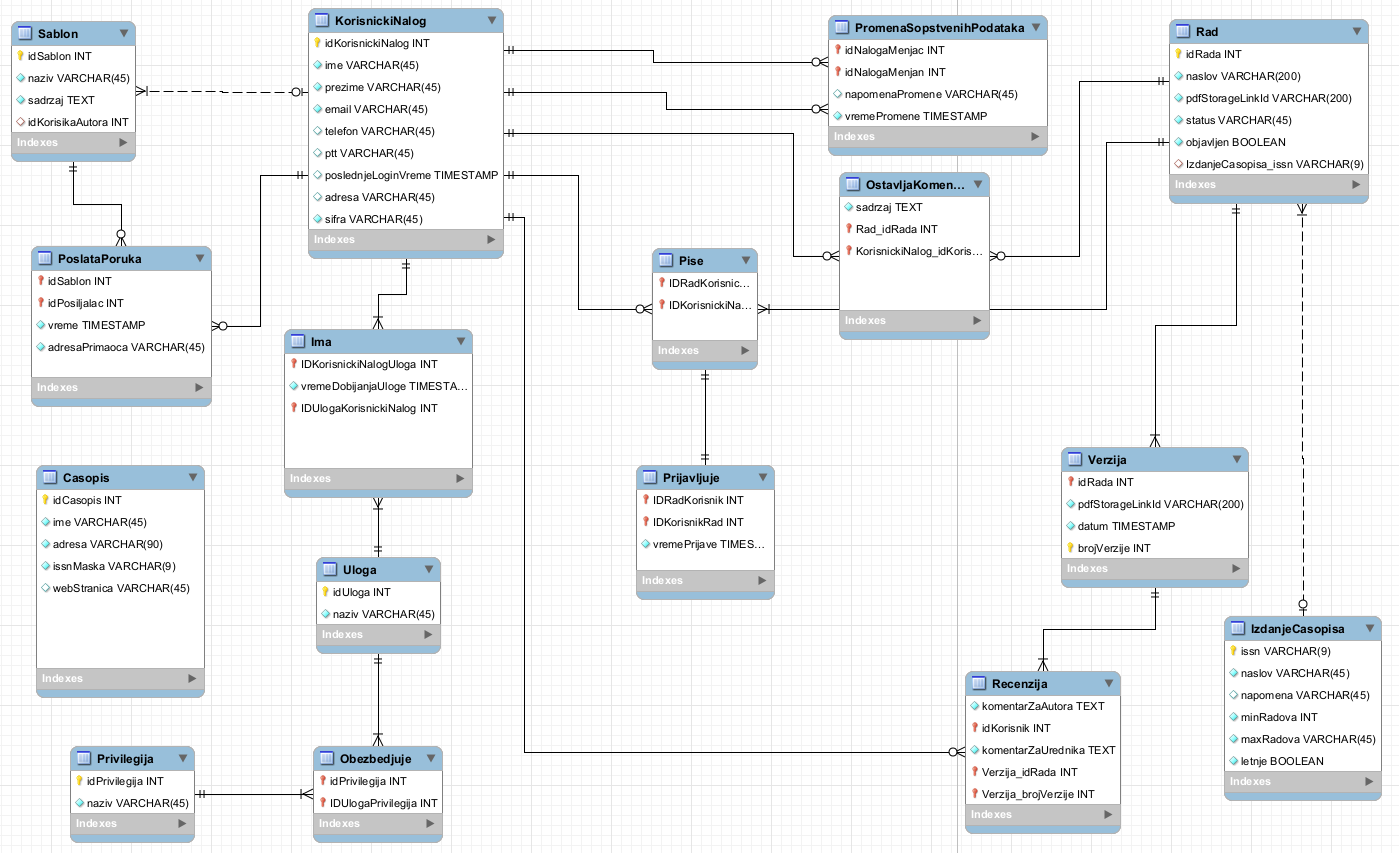 Sablon
idSablon INT
naziv VARCHAR(45)
sadrzaj TEXT
idKorisikaAutora INT
Indexes
KorisnickiNalog
idKorisnickiNalog INT
ime VARCHAR(45)
prezime VARCHAR(45)
email VARCHAR(45)
telefon VARCHAR(45)
ptt VARCHAR(45)
poslednjeLoginVreme TIMESTAMP
adresa VARCHAR(45)
sifra VARCHAR(45)
Indexes
PromenaSopstvenihPodataka
idNalogaMenjac INT
idNalogaMenjan INT
napomenaPromene VARCHAR(45)
vremePromene TIMESTAMP
Indexes
Rad
idRada INT
naslov VARCHAR(200)
pdfStorageLinkId VARCHAR(200)
status VARCHAR(45)
objavljen BOOLEAN
IzdanjeCasopisa_issn VARCHAR(9)
Indexes
OstavljaKomen...
sadrzaj TEXT
Rad_idRada INT
KorisnickiNalog_idKoris...
Indexes
PoslataPoruka
idSablon INT
idPosiljalac INT
vreme TIMESTAMP
adresaPrimaoca VARCHAR(45)
Indexes
Pise
IDRadKorisnic...
IDKorisnickiNa...
Indexes
Ima
IDKorisnickiNalogUloga INT
vremeDobijanjaUloge TIMESTA...
IDUlogaKorisnickiNalog INT
Indexes
Casopis
idCasopis INT
ime VARCHAR(45)
adresa VARCHAR(90)
issnMaska VARCHAR(9)
webStranica VARCHAR(45)
Indexes
Prijavljuje
IDRadKorisnik INT
IDKorisnikRad INT
vremePrijave TIMES...
Indexes
Verzija
idRada INT
pdfStorageLinkId VARCHAR(200)
datum TIMESTAMP
brojVerzije INT
Indexes
Uloga
idUloga INT
naziv VARCHAR(45)
Indexes
IzdanjeCasopisa
issn VARCHAR(9)
naslov VARCHAR(45)
napomena VARCHAR(45)
minRadova INT
maxRadova VARCHAR(45)
letnje BOOLEAN
Indexes
Recenzija
komentarZaAutora TEXT
idKorisnik INT
komentarZaUrednika TEXT
Verzija_idRada INT
Verzija_brojVerzije INT
Indexes
Privilegija
idPrivilegija INT
naziv VARCHAR(45)
Indexes
Obezbedjuje
idPrivilegija INT
IDUlogaPrivilegija INT
Indexes